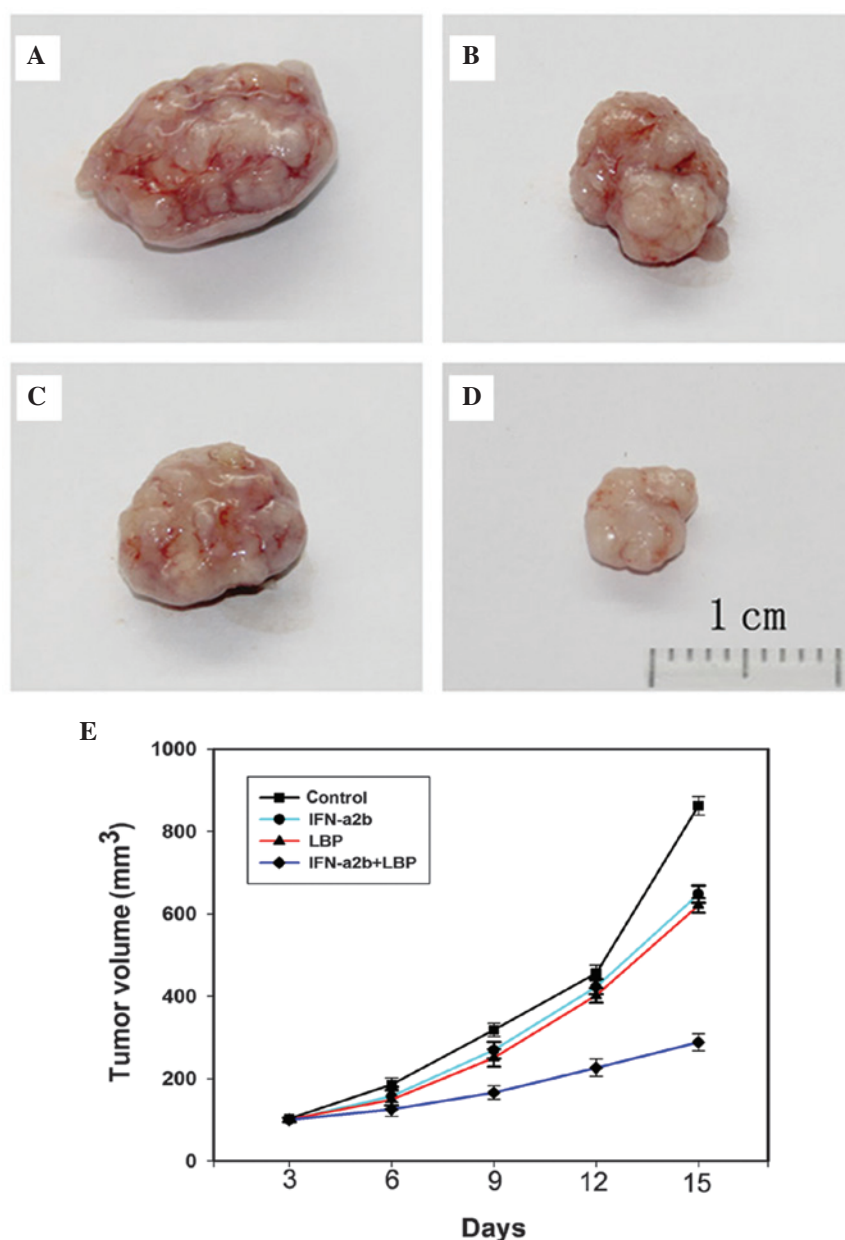 A
B
C
D
1 cm
E
1000
800
600
400
200
0
Tumor volume (mm³)
Control
IFN-a2b
LBP
IFN-a2b+LBP
3 6 9 12 15
Days